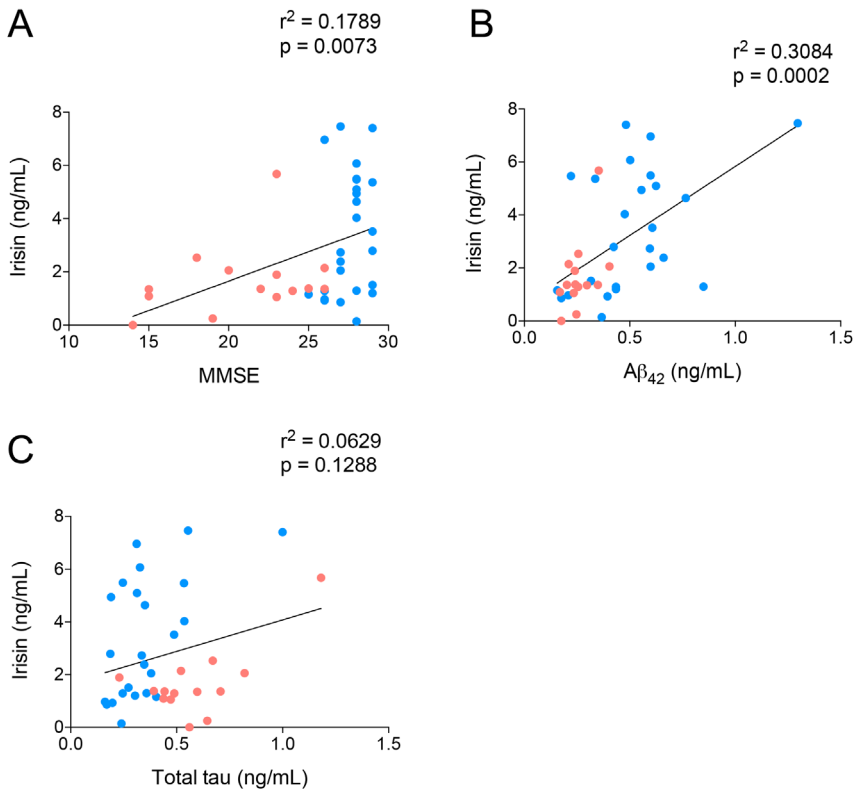 A
r² = 0.1789
p = 0.0073
Irisin (ng/mL)
8
6
4
2
0
10 15 20 25 30
MMSE
B
r² = 0.3084
p = 0.0002
Irisin (ng/mL)
8
6
4
2
0
0.0 0.5 1.0 1.5
Aβ₄₂ (ng/mL)
C
r² = 0.0629
p = 0.1288
Irisin (ng/mL)
8
6
4
2
0
0.0 0.5 1.0 1.5
Total tau (ng/mL)